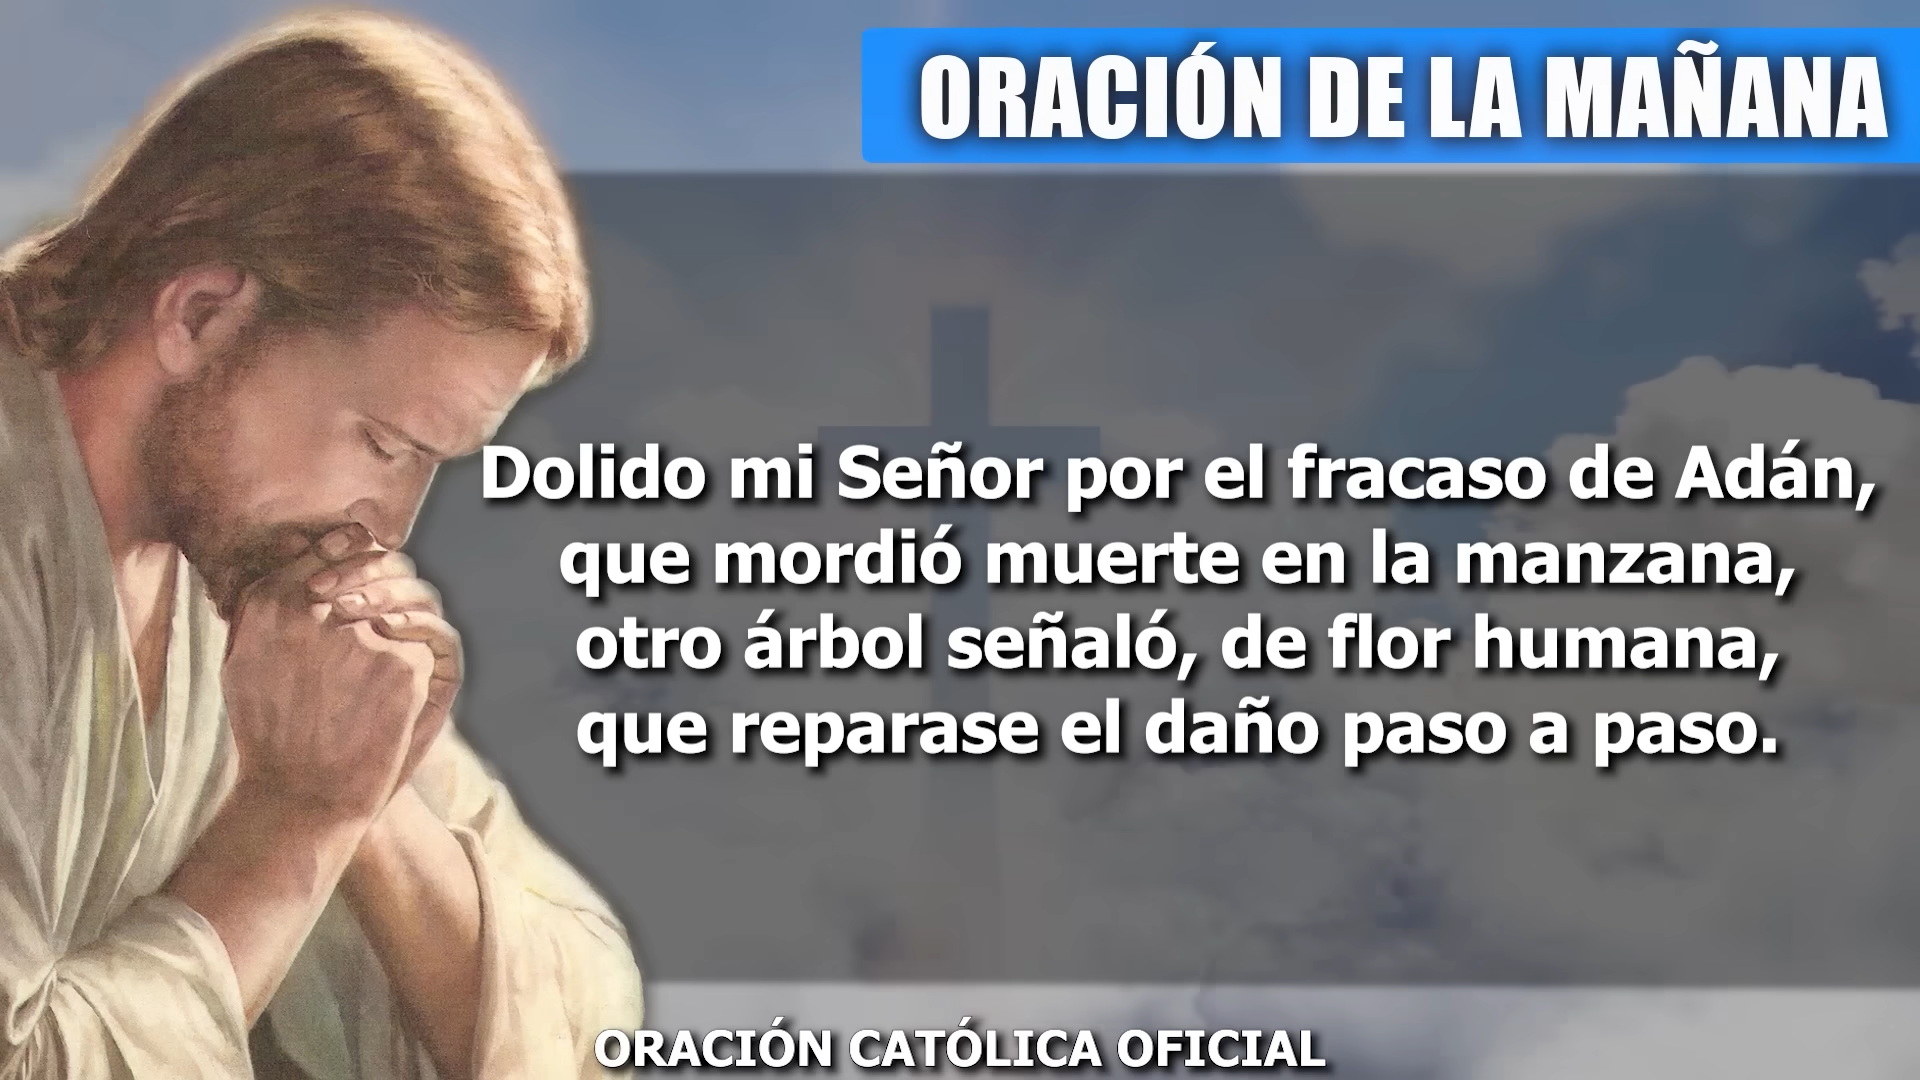 ORACIÓN DE LA MAÑANA
Dolido mi Señor por el fracaso de Adán,
que mordió muerte en la manzana,
otro árbol señaló, de flor humana,
que reparase el daño paso a paso.
ORACIÓN CATÓLICA OFICIAL